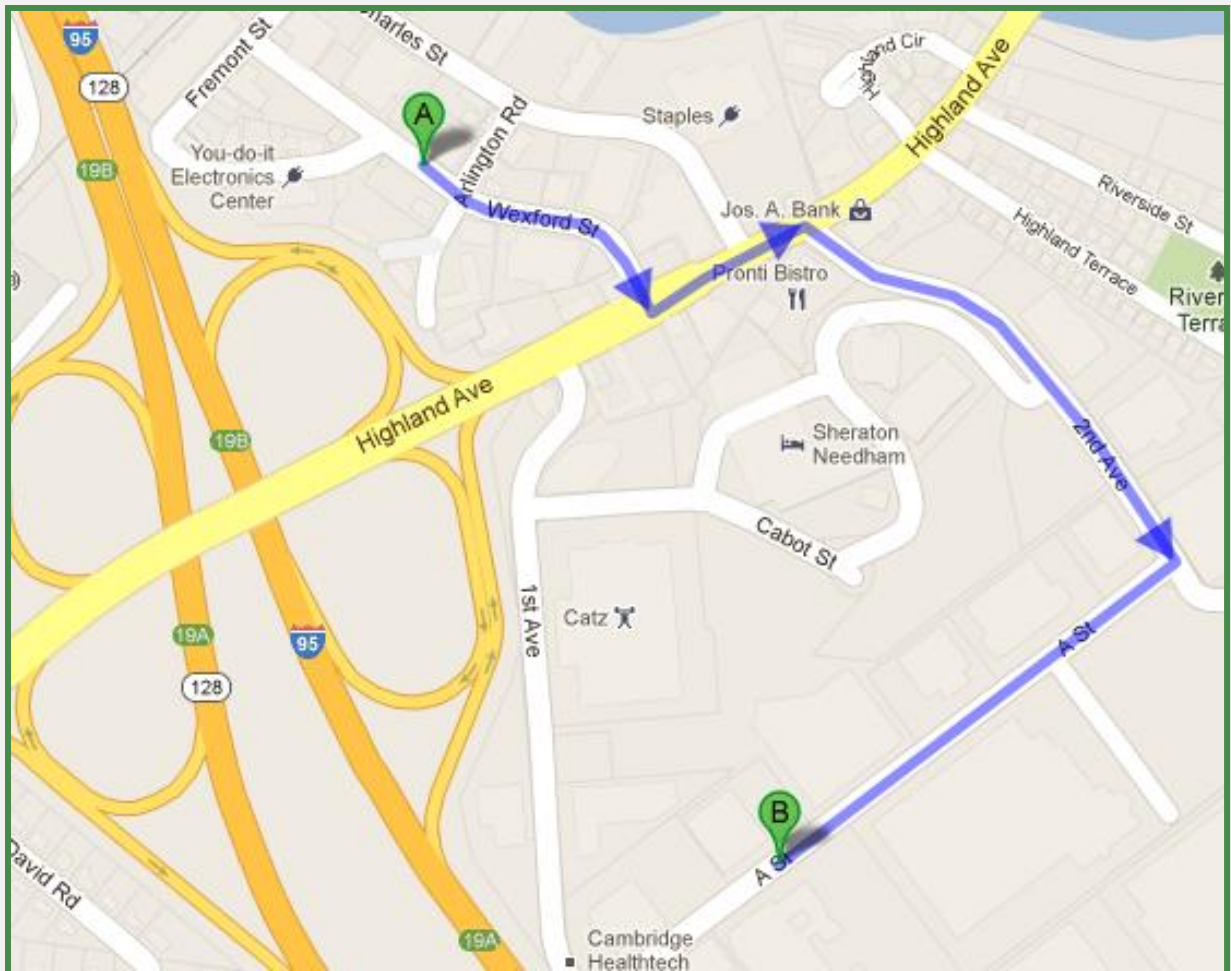 95
128
Fremont St
Charles St
A
Arlington Rd
Staples
Highland Cir
Highland
Highland Ave
19B
You-do-it
Electronics
Center
Wexford St
Jos. A. Bank
Riverside St
Highland Terrace
Pronti Bistro
River
Terra
Highland Ave
19B
Sheraton
Needham
2nd Ave
Cabot St
1st Ave
Catz
19A
95
A St
128
B
A St
David Rd
19A
Cambridge
Healthtech